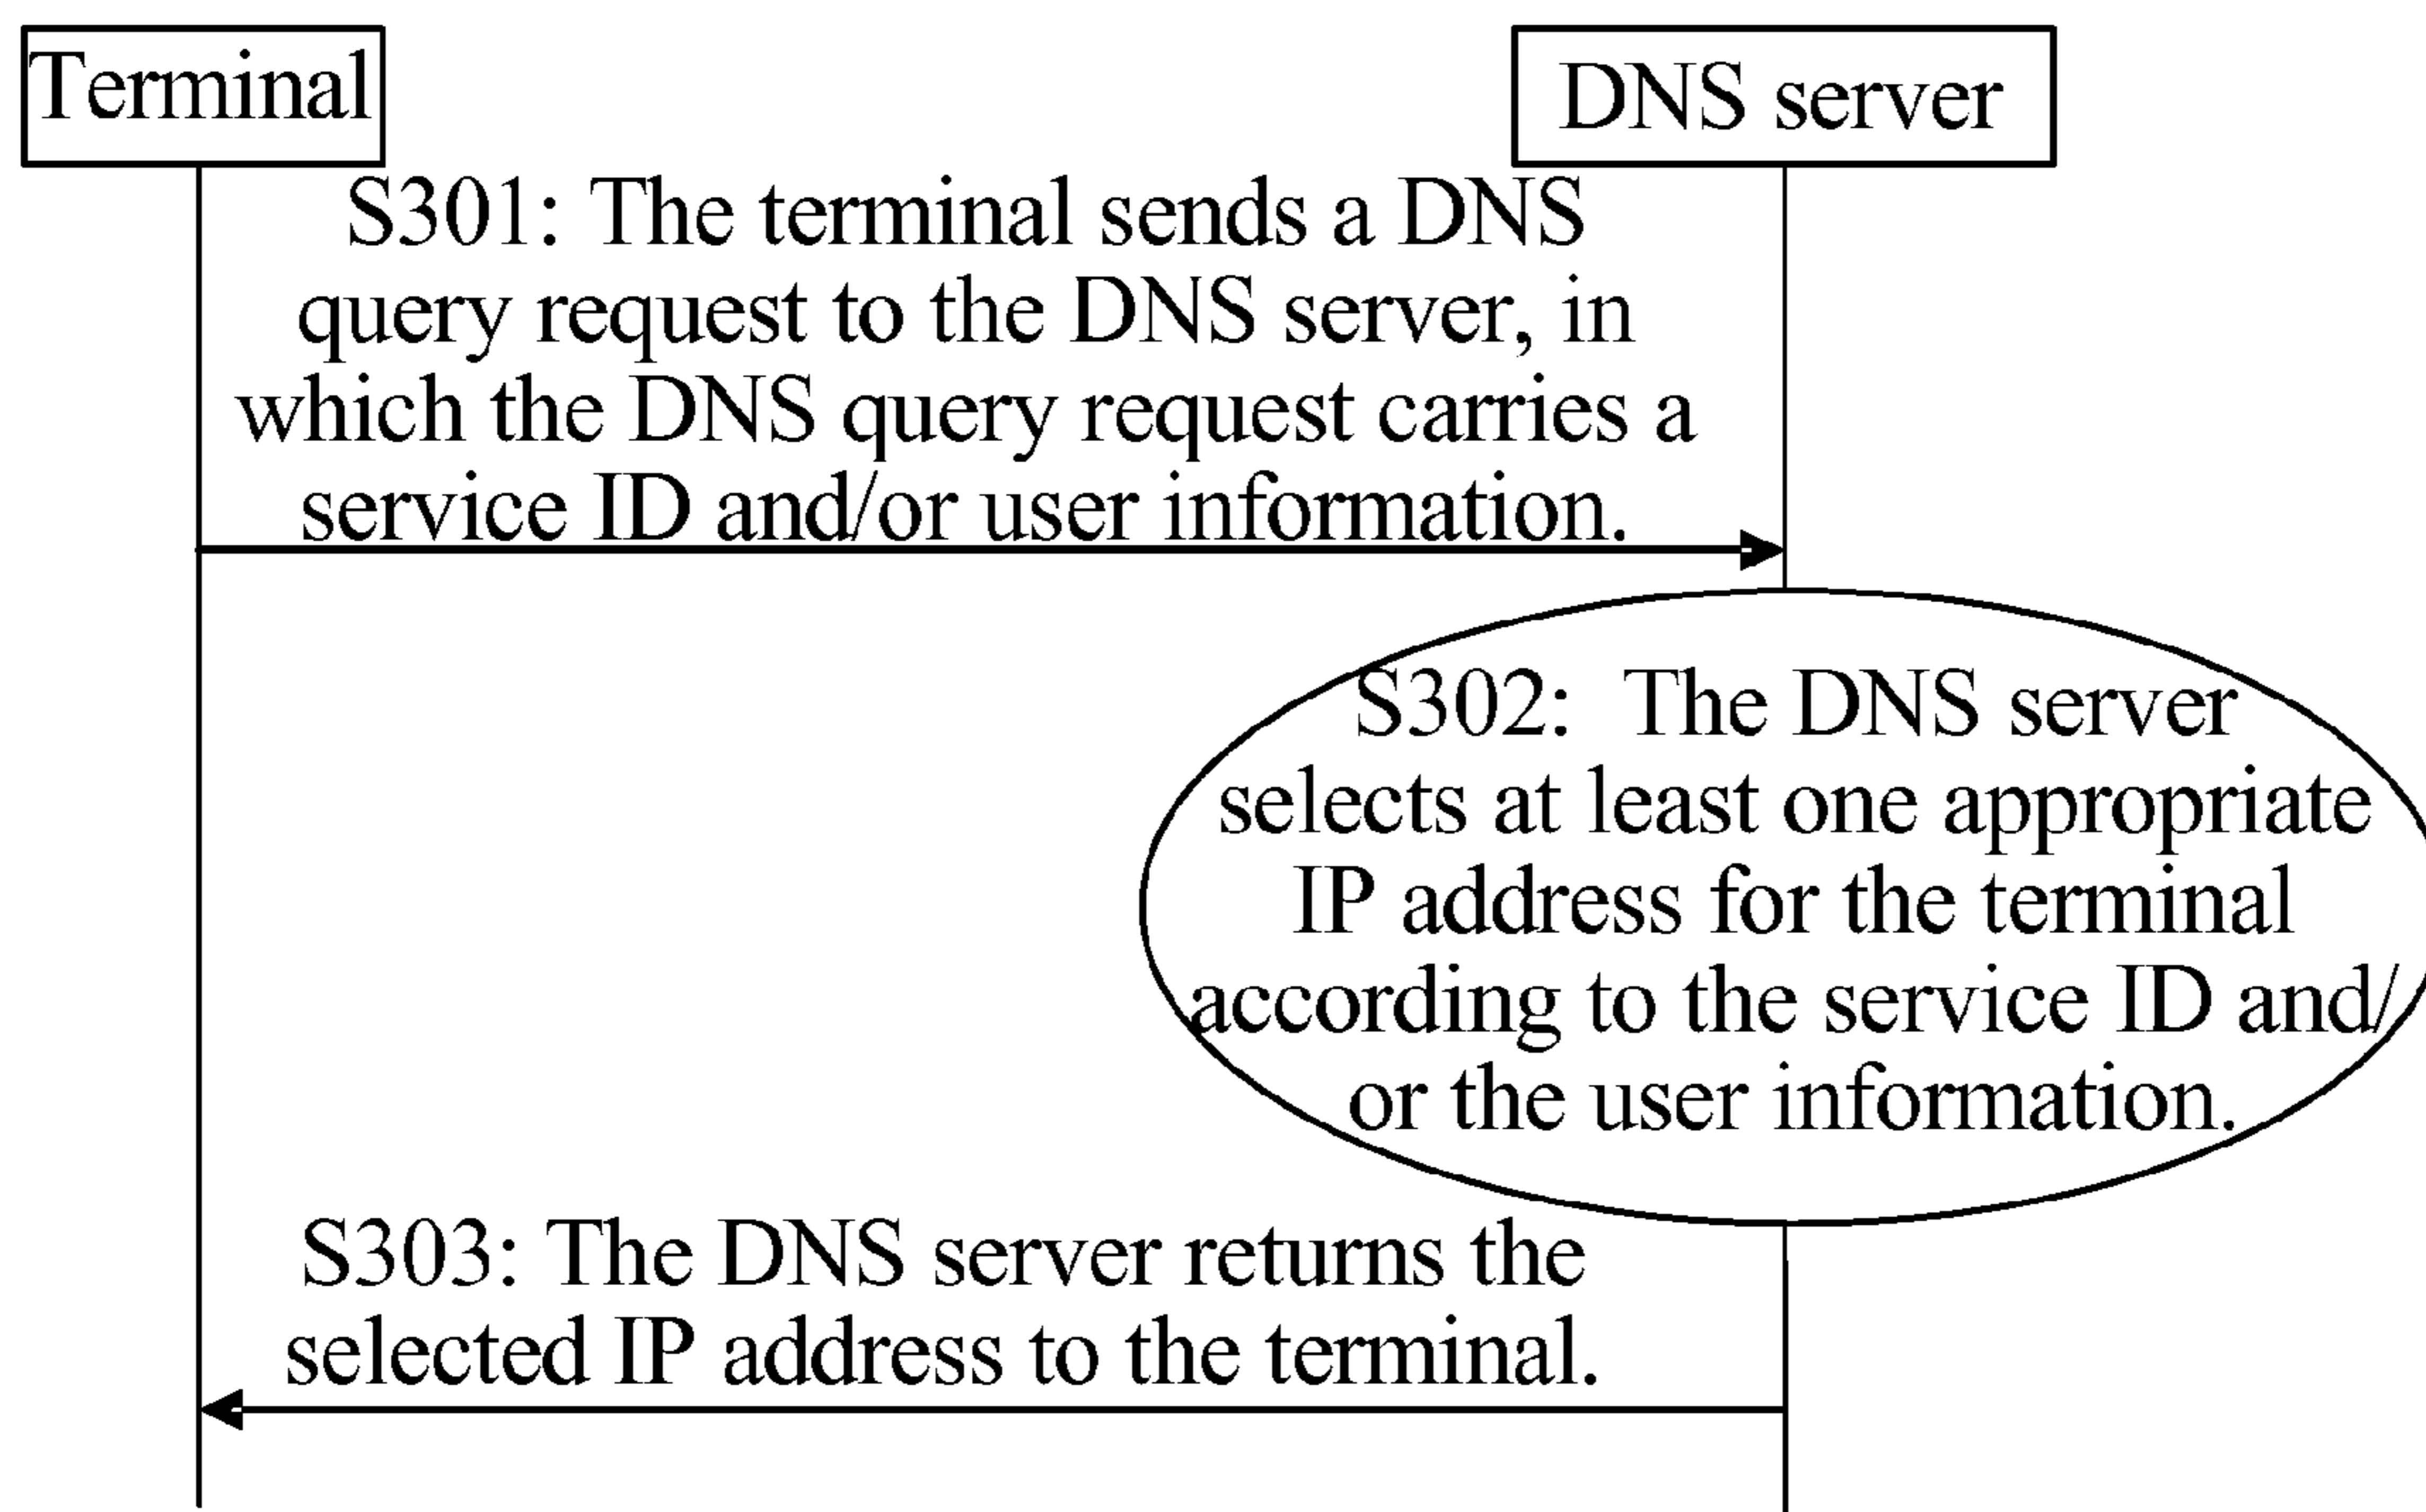 Terminal
DNS server
S301: The terminal sends a DNS
query request to the DNS server, in
which the DNS query request carries a
service ID and/or user information.
S302: The DNS server
selects at least one appropriate
IP address for the terminal
according to the service ID and/
or the user information.
S303: The DNS server returns the
selected IP address to the terminal.